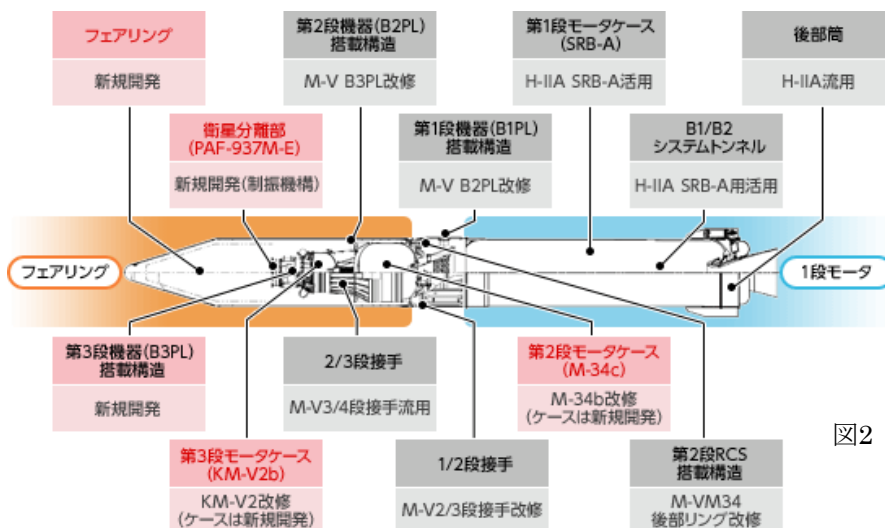 フェアリング
新規開発
第2段機器(B2PL)
搭載構造
M-V B3PL改修
第1段モータケース
(SRB-A)
H-IIA SRB-A活用
後部筒
H-IIA流用
衛星分離部
(PAF-937M-E)
新規開発(制振機構)
第1段機器(B1PL)
搭載構造
M-V B2PL改修
B1/B2
システムトンネル
H-IIA SRB-A用活用
フェアリング
1段モータ
第3段機器(B3PL)
搭載構造
新規開発
2/3段接手
M-V3/4段接手流用
第2段モータケース
(M-34c)
M-34b改修
(ケースは新規開発)
第3段モータケース
(KM-V2b)
KM-V2改修
(ケースは新規開発)
1/2段接手
M-V2/3段接手改修
第2段RCS
搭載構造
M-VM34
後部リング改修
図2